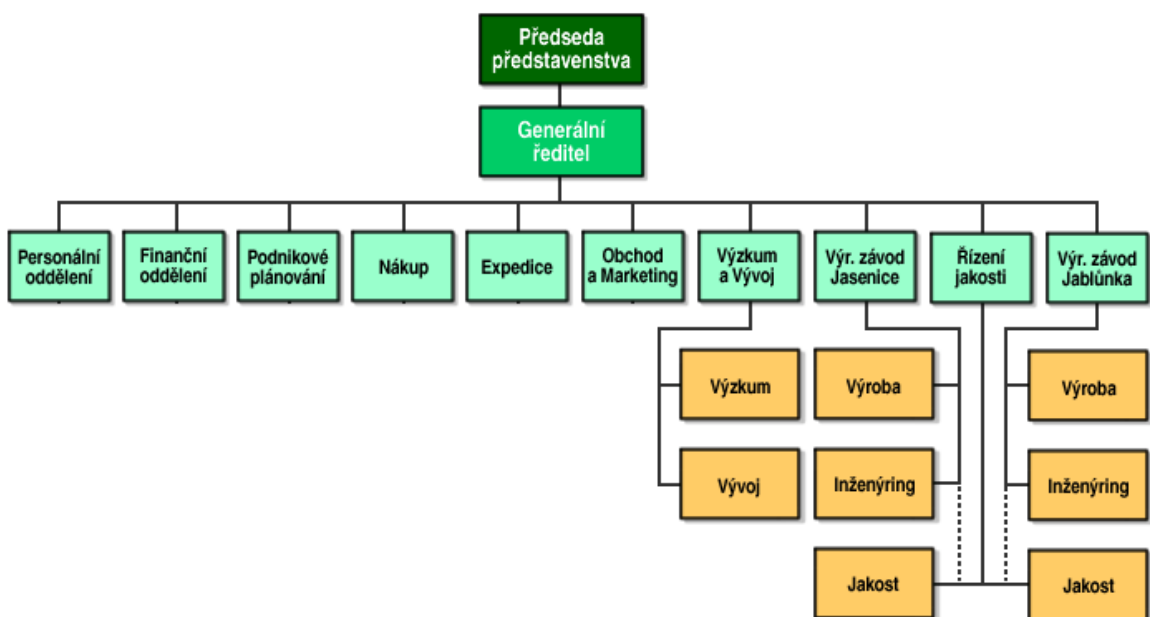 Předseda
představenstva
Generální
ředitel
Personální
oddělení
Finanční
oddělení
Podnikové
plánování
Nákup
Expedice
Obchod
a Marketing
Výzkum
a Vývoj
Výr. závod
Jasenice
Řízení
jakosti
Výr. závod
Jablůnka
Výzkum
Výroba
Výroba
Vývoj
Inženýring
Inženýring
Jakost
Jakost